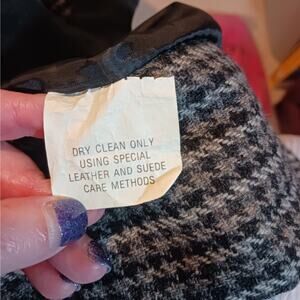 DRY CLEAN ONLY
USING SPECIAL
LEATHER AND SUEDE
CARE METHODS